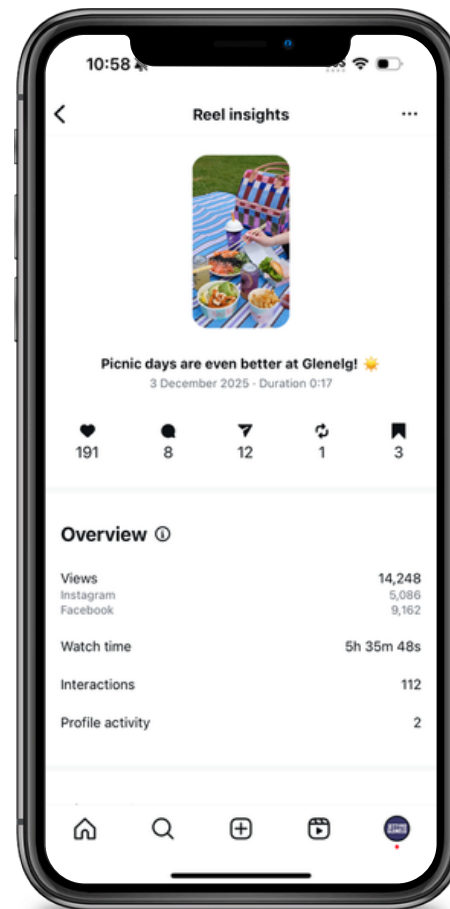 10:58
Reel insights
Picnic days are even better at Glenelg! ☀️
3 December 2025 · Duration 0:17
191 8 12 1 3
Overview
Views 14,248
Instagram 5,086
Facebook 9,162
Watch time 5h 35m 48s
Interactions 112
Profile activity 2